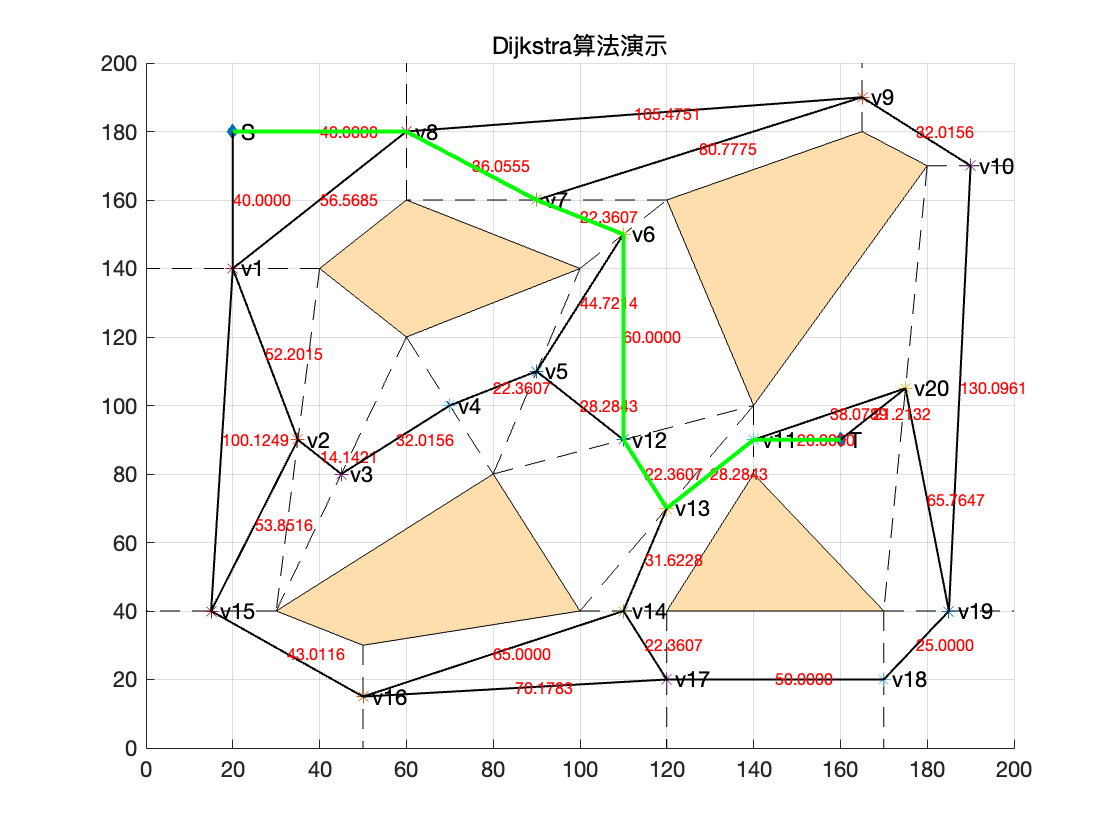 Dijkstra算法演示
200
180
160
140
120
100
80
60
40
20
0
0
20
40
60
80
100
120
140
160
180
200
v9
105.4751
S
40.0000
v8
32.0156
80.7775
36.0555
v10
40.0000
56.5685
v7
22.3607
v6
v1
44.7214
60.0000
52.2015
v5
22.3607
v20
130.0961
v4
28.2843
38.0789
21.2132
100.1249
v2
32.0156
v12
v11
20.0000
T
14.1421
v3
22.3607
28.2843
v13
65.7647
53.8516
31.6228
v15
v14
v19
43.0116
65.0000
22.3607
25.0000
v16
70.1783
v17
50.0000
v18